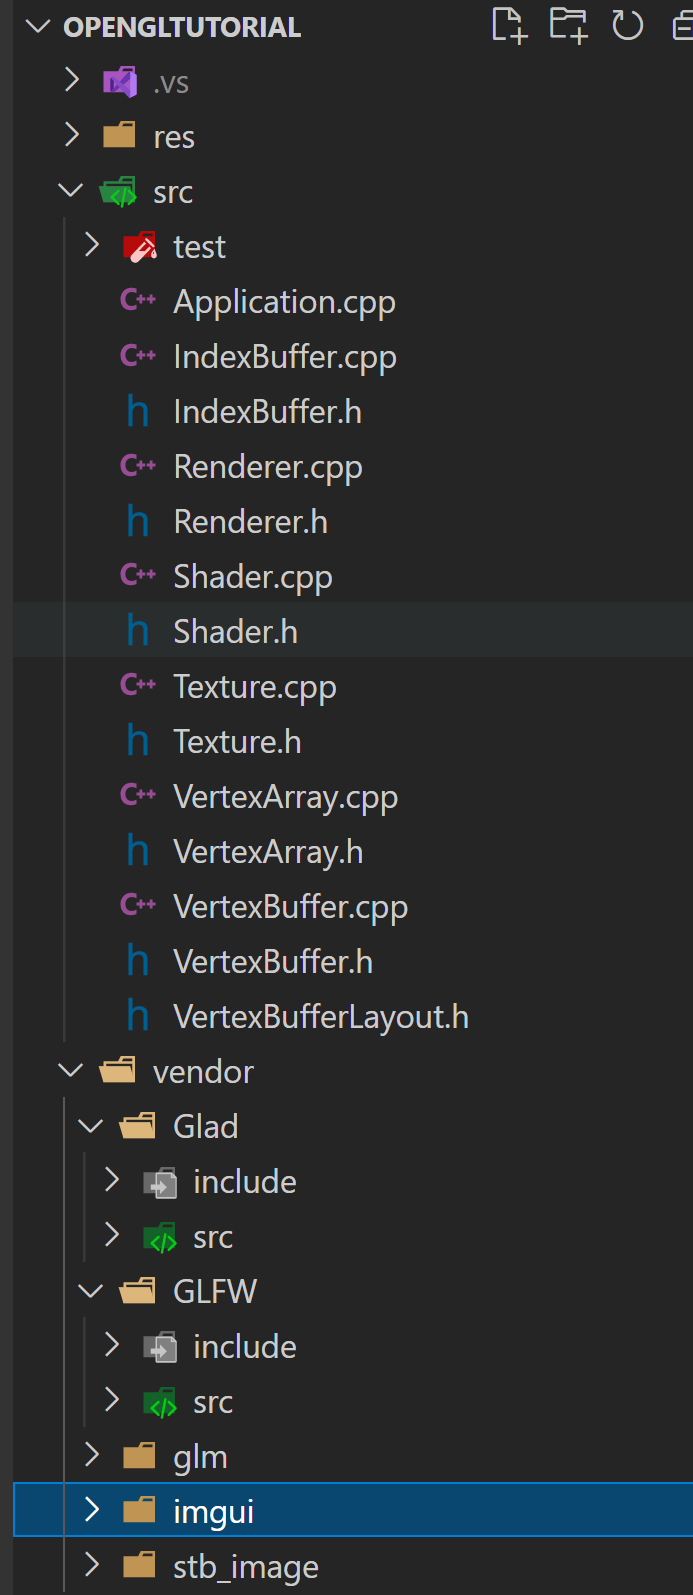 OPENGLTUTORIAL
.vs
res
src
test
C++ Application.cpp
C++ IndexBuffer.cpp
h IndexBuffer.h
C++ Renderer.cpp
h Renderer.h
C++ Shader.cpp
h Shader.h
C++ Texture.cpp
h Texture.h
C++ VertexArray.cpp
h VertexArray.h
C++ VertexBuffer.cpp
h VertexBuffer.h
h VertexBufferLayout.h
vendor
Glad
include
src
GLFW
include
src
glm
imgui
stb_image